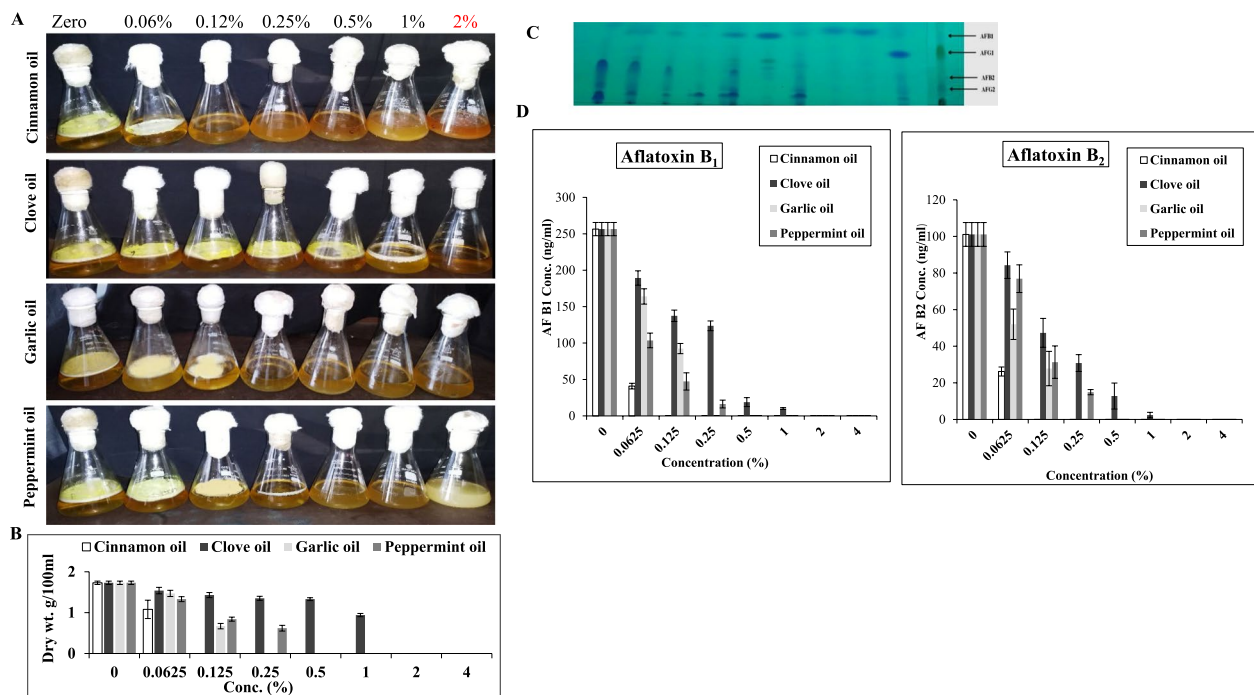 A
Zero 0.06% 0.12% 0.25% 0.5% 1% 2%
Cinnamon oil
Clove oil
Garlic oil
Peppermint oil
B
Cinnamon oil Clove oil Garlic oil Peppermint oil
Dry wt. g/100ml
2
1
0
0 0.0625 0.125 0.25 0.5 1 2 4
Conc. (%)
C
AFB1
AFG1
AFB2
AFG2
D
Aflatoxin B1
Cinnamon oil
Clove oil
Garlic oil
Peppermint oil
AF B1 Conc. (ng/ml)
300
250
200
150
100
50
0
0 0.0625 0.125 0.25 0.5 1 2 4
Concentration (%)
Aflatoxin B2
Cinnamon oil
Clove oil
Garlic oil
Peppermint oil
AF B2 Conc. (ng/ml)
120
100
80
60
40
20
0
0 0.0625 0.125 0.25 0.5 1 2 4
Concentration (%)